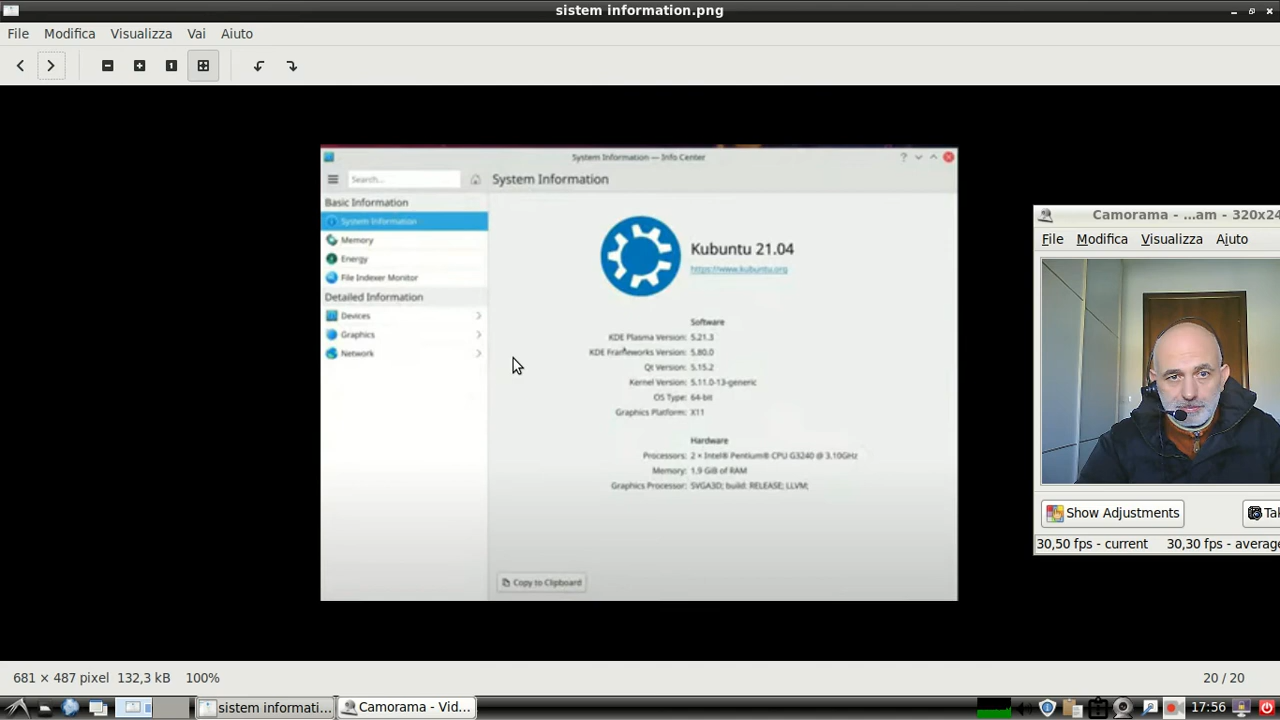 sistem information.png
File Modifica Visualizza Vai Aiuto
System Information — Info Center
Search...
System Information
Basic Information
System Information
Memory
Energy
File Indexer Monitor
Detailed Information
Devices
Graphics
Network
Kubuntu 21.04
https://www.kubuntu.org
Software
KDE Plasma Version: 5.21.3
KDE Frameworks Version: 5.80.0
Qt Version: 5.15.2
Kernel Version: 5.11.0-13-generic
OS Type: 64-bit
Graphics Platform: X11
Hardware
Processors: 2 × Intel® Pentium® CPU G3240 @ 3.10GHz
Memory: 1.9 GiB of RAM
Graphics Processor: SVGA3D; build: RELEASE; LLVM;
Copy to Clipboard
Camorama - ...am - 320x24
File Modifica Visualizza Aiuto
Show Adjustments
Tak
30,50 fps - current 30,30 fps - average
681 × 487 pixel 132,3 kB 100%
20 / 20
sistem informati...
Camorama - Vid...
17:56